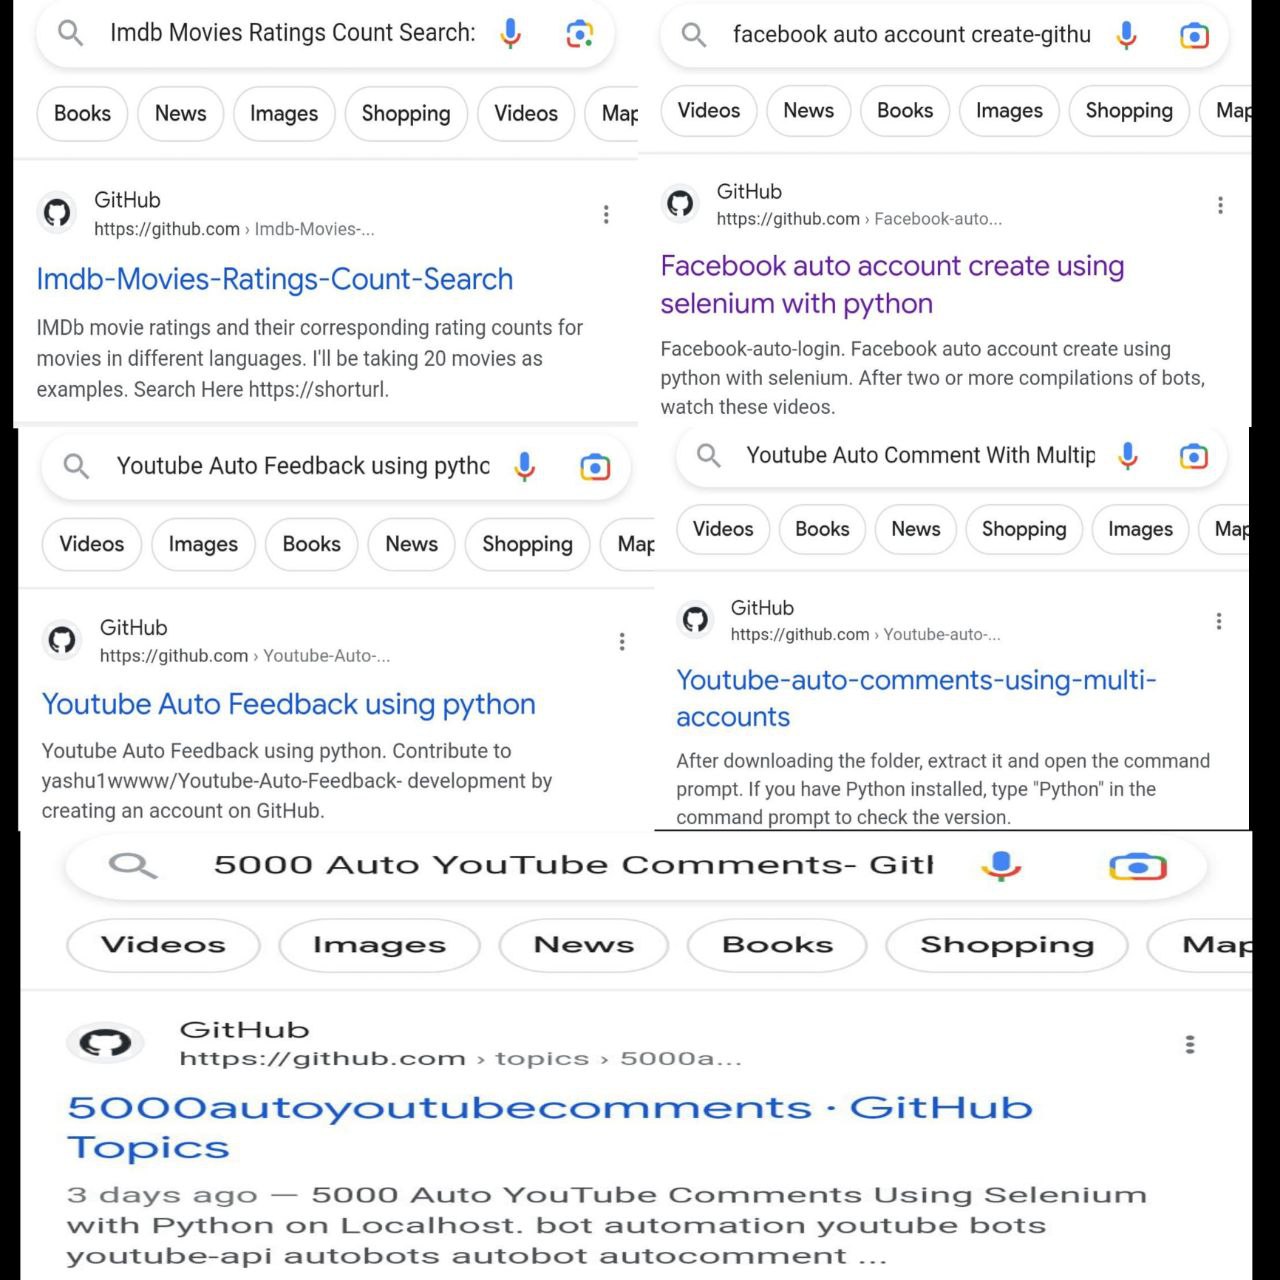 Imdb Movies Ratings Count Search:
Books News Images Shopping Videos Map
GitHub
https://github.com › Imdb-Movies-...
Imdb-Movies-Ratings-Count-Search
IMDb movie ratings and their corresponding rating counts for
movies in different languages. I'll be taking 20 movies as
examples. Search Here https://shorturl.
facebook auto account create-githu
Videos News Books Images Shopping Map
GitHub
https://github.com › Facebook-auto...
Facebook auto account create using
selenium with python
Facebook-auto-login. Facebook auto account create using
python with selenium. After two or more compilations of bots,
watch these videos.
Youtube Auto Feedback using pytho
Videos Images Books News Shopping Map
GitHub
https://github.com › Youtube-Auto-...
Youtube Auto Feedback using python
Youtube Auto Feedback using python. Contribute to
yashu1wwww/Youtube-Auto-Feedback- development by
creating an account on GitHub.
Youtube Auto Comment With Multip
Videos Books News Shopping Images Map
GitHub
https://github.com › Youtube-auto-...
Youtube-auto-comments-using-multi-
accounts
After downloading the folder, extract it and open the command
prompt. If you have Python installed, type "Python" in the
command prompt to check the version.
5000 Auto YouTube Comments- Gith
Videos Images News Books Shopping Map
GitHub
https://github.com › topics › 5000a...
5000autoyoutubecomments · GitHub
Topics
3 days ago — 5000 Auto YouTube Comments Using Selenium
with Python on Localhost. bot automation youtube bots
youtube-api autobots autobot autocomment ...